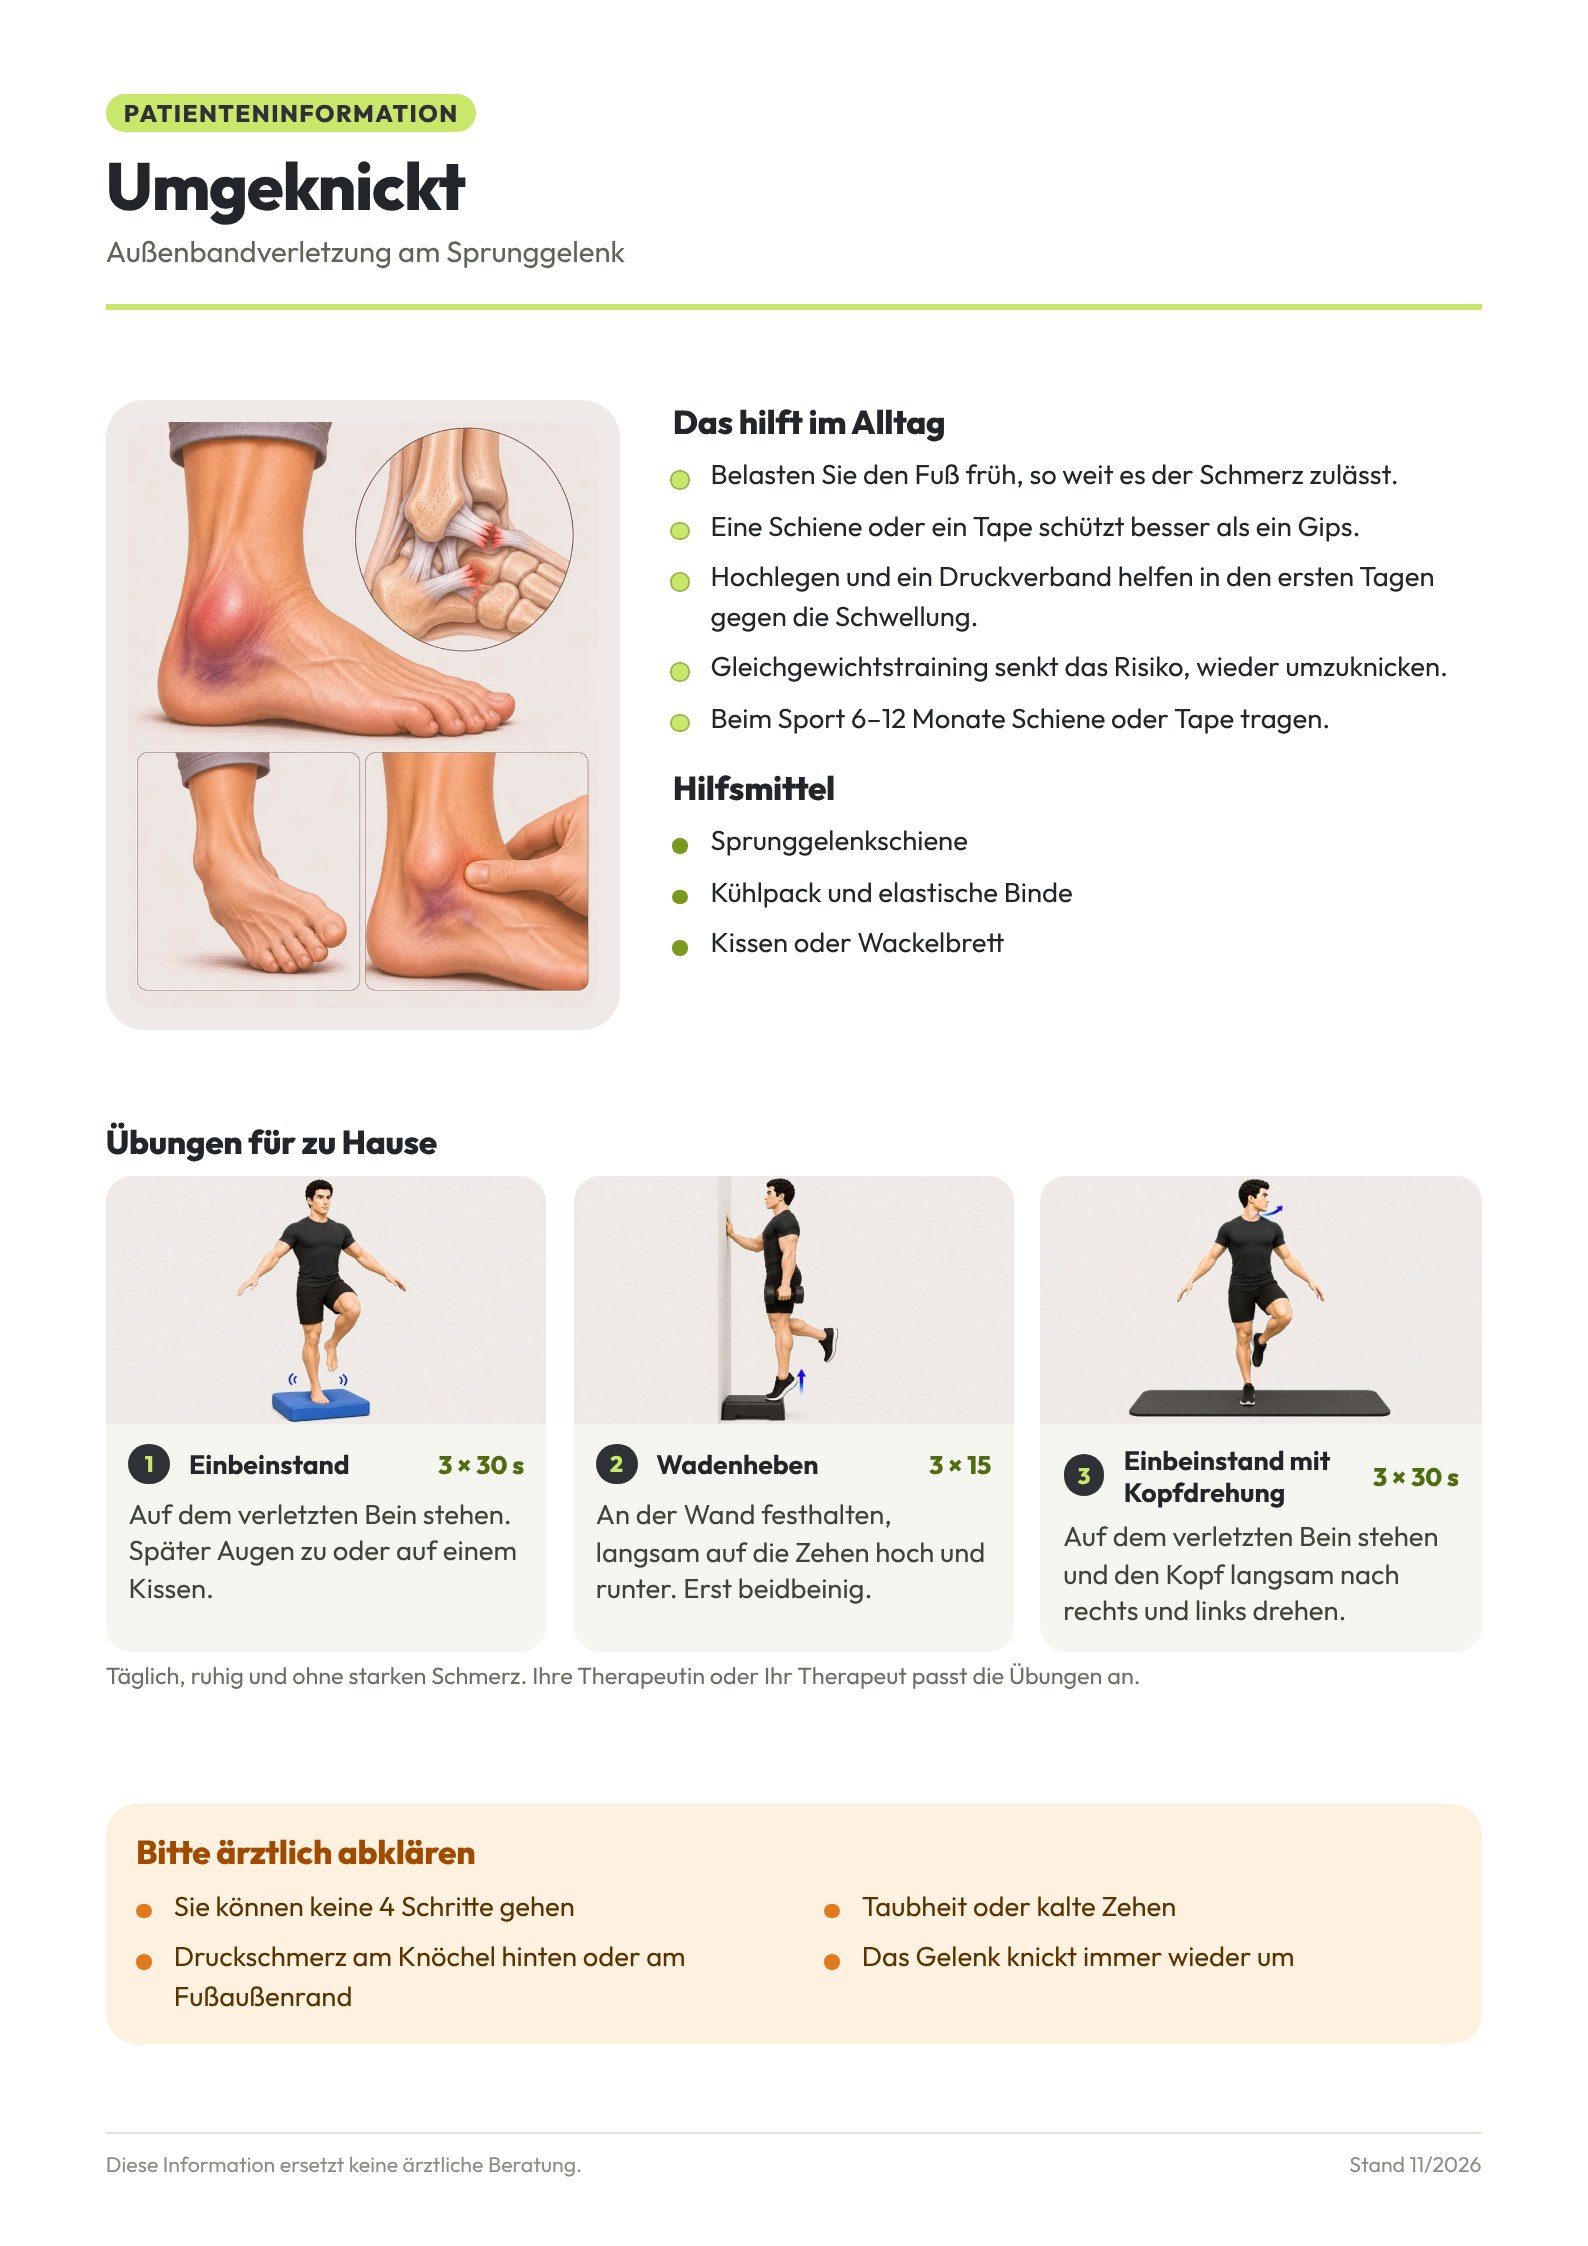 PATIENTENINFORMATION
Umgeknickt
Außenbandverletzung am Sprunggelenk
Das hilft im Alltag
Belasten Sie den Fuß früh, so weit es der Schmerz zulässt.
Eine Schiene oder ein Tape schützt besser als ein Gips.
Hochlegen und ein Druckverband helfen in den ersten Tagen
gegen die Schwellung.
Gleichgewichtstraining senkt das Risiko, wieder umzuknicken.
Beim Sport 6–12 Monate Schiene oder Tape tragen.
Hilfsmittel
Sprunggelenkschiene
Kühlpack und elastische Binde
Kissen oder Wackelbrett
Übungen für zu Hause
1 Einbeinstand 3 × 30 s
Auf dem verletzten Bein stehen.
Später Augen zu oder auf einem
Kissen.
2 Wadenheben 3 × 15
An der Wand festhalten,
langsam auf die Zehen hoch und
runter. Erst beidbeinig.
3 Einbeinstand mit
Kopfdrehung 3 × 30 s
Auf dem verletzten Bein stehen
und den Kopf langsam nach
rechts und links drehen.
Täglich, ruhig und ohne starken Schmerz. Ihre Therapeutin oder Ihr Therapeut passt die Übungen an.
Bitte ärztlich abklären
Sie können keine 4 Schritte gehen
Druckschmerz am Knöchel hinten oder am
Fußaußenrand
Taubheit oder kalte Zehen
Das Gelenk knickt immer wieder um
Diese Information ersetzt keine ärztliche Beratung.
Stand 11/2026